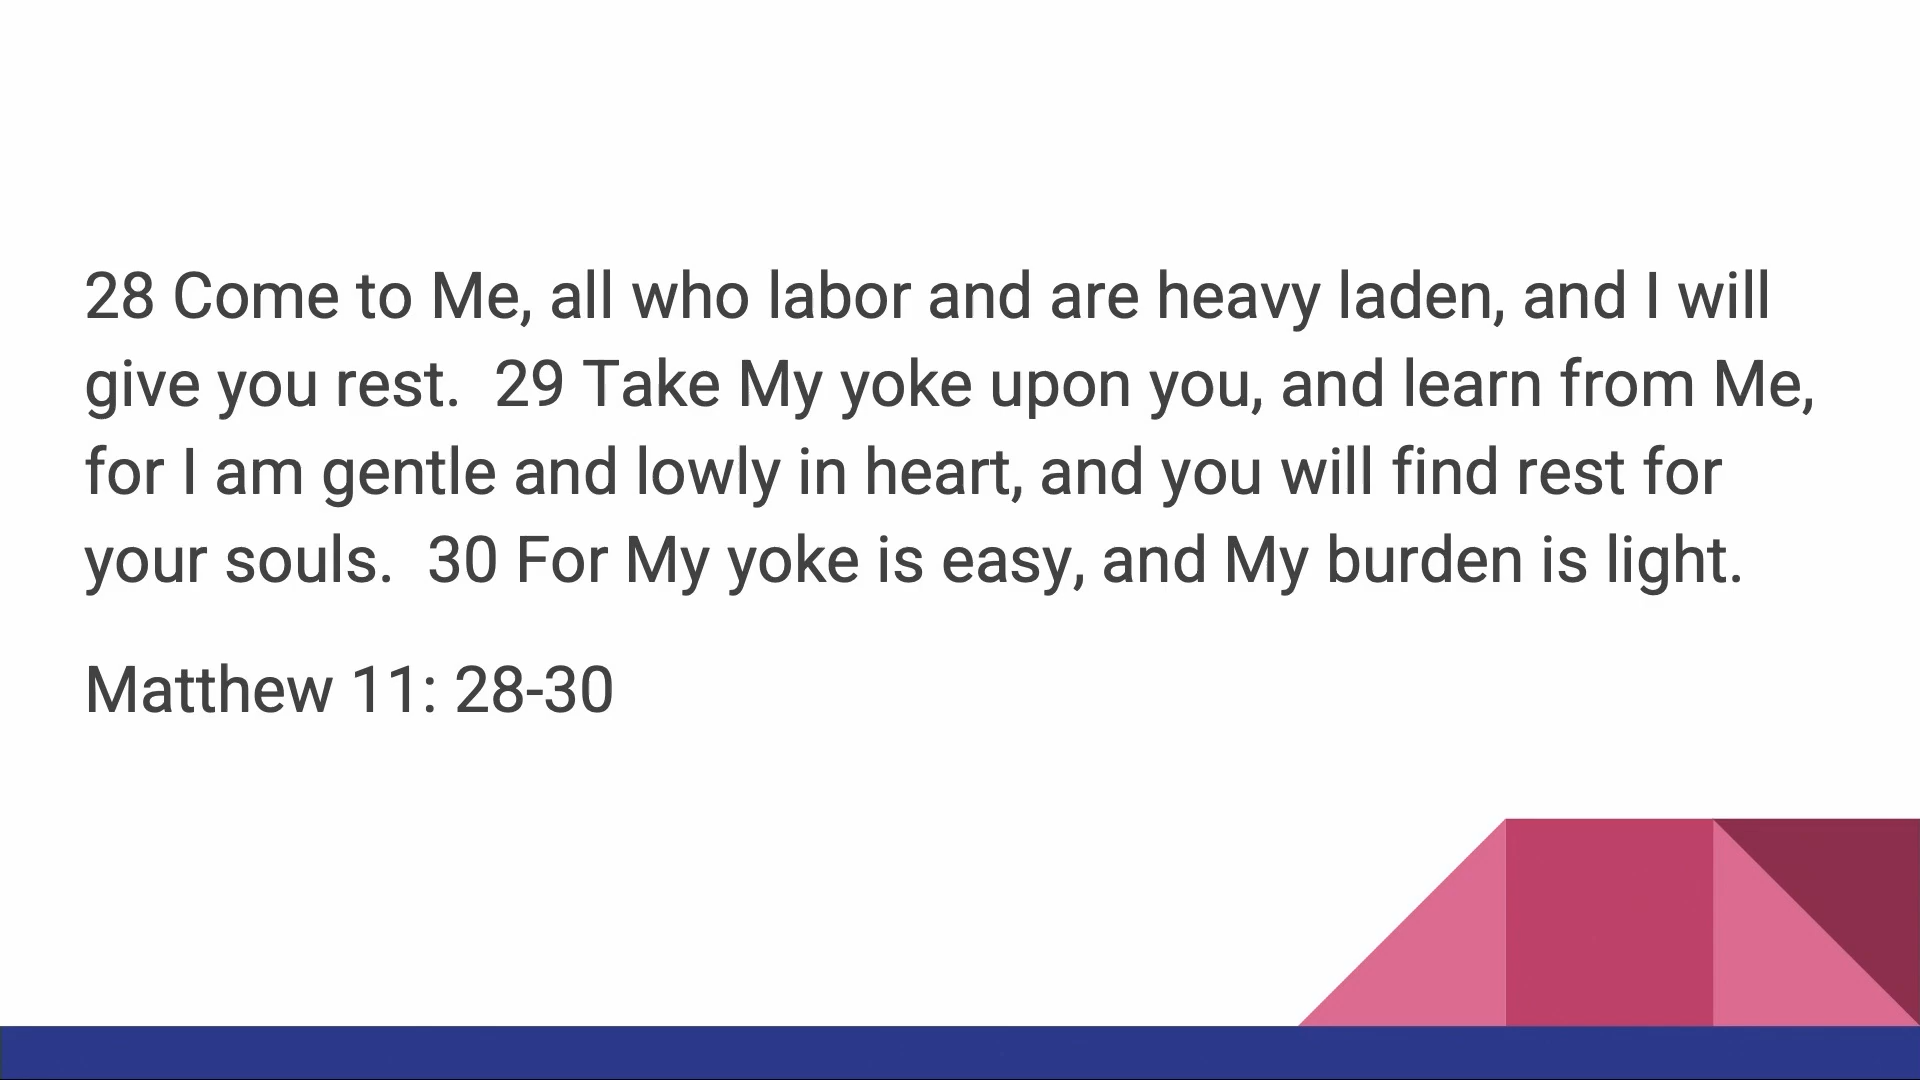 28 Come to Me, all who labor and are heavy laden, and I will
give you rest.  29 Take My yoke upon you, and learn from Me,
for I am gentle and lowly in heart, and you will find rest for
your souls.  30 For My yoke is easy, and My burden is light.
Matthew 11: 28-30